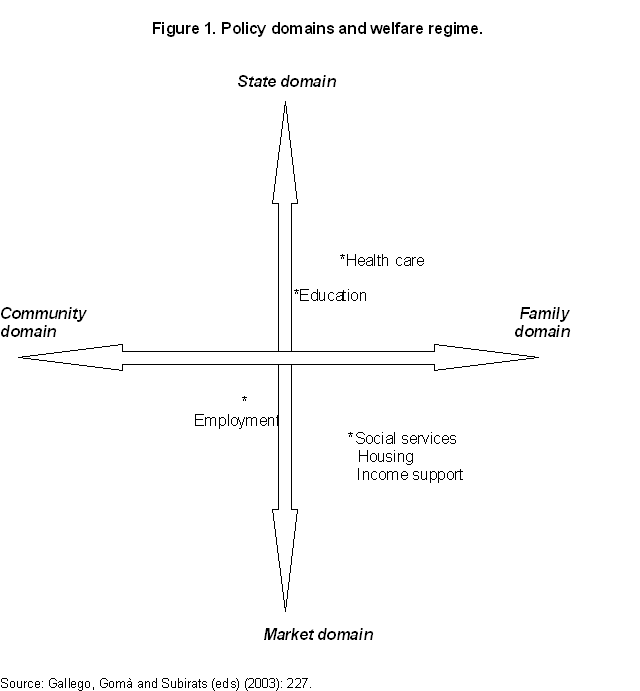 Figure 1. Policy domains and welfare regime.
State domain
*Health care
*Education
Community
domain
Family
domain
*
Employment
*Social services
Housing
Income support
Market domain
Source: Gallego, Gomà and Subirats (eds) (2003): 227.